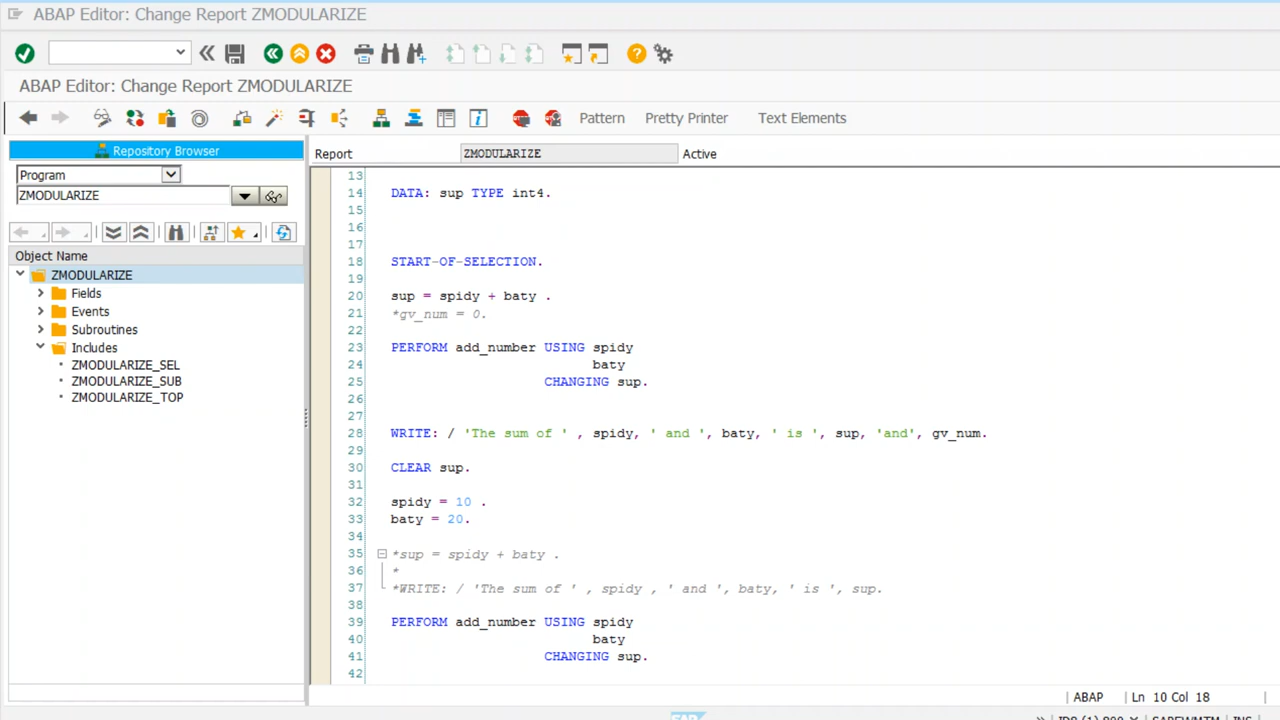 ABAP Editor: Change Report ZMODULARIZE
ABAP Editor: Change Report ZMODULARIZE
Pattern Pretty Printer Text Elements
Repository Browser
Program
ZMODULARIZE
Object Name
ZMODULARIZE
Fields
Events
Subroutines
Includes
ZMODULARIZE_SEL
ZMODULARIZE_SUB
ZMODULARIZE_TOP
Report ZMODULARIZE Active
13
14 DATA: sup TYPE int4.
15
16
17
18 START-OF-SELECTION.
19
20 sup = spidy + baty .
21 *gv_num = 0.
22
23 PERFORM add_number USING spidy
24 baty
25 CHANGING sup.
26
27
28 WRITE: / 'The sum of ' , spidy, ' and ', baty, ' is ', sup, 'and', gv_num.
29
30 CLEAR sup.
31
32 spidy = 10 .
33 baty = 20.
34
35 *sup = spidy + baty .
36 *
37 *WRITE: / 'The sum of ' , spidy , ' and ', baty, ' is ', sup.
38
39 PERFORM add_number USING spidy
40 baty
41 CHANGING sup.
42
ABAP Ln 10 Col 18
SAP